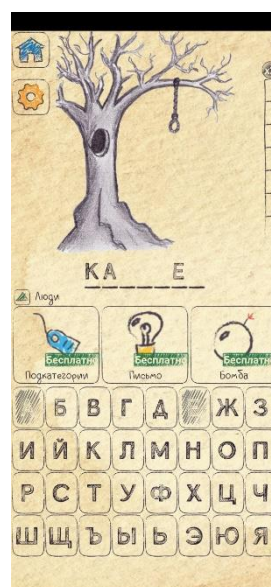 КА Е
Люди
Бесплатно Бесплатно Бесплатно
Подкатегории Письмо Бомба
Б В Г Д Ж З
И Й К Л М Н О П
Р С Т У Ф Х Ц Ч
Ш Щ Ъ Ы Ь Э Ю Я